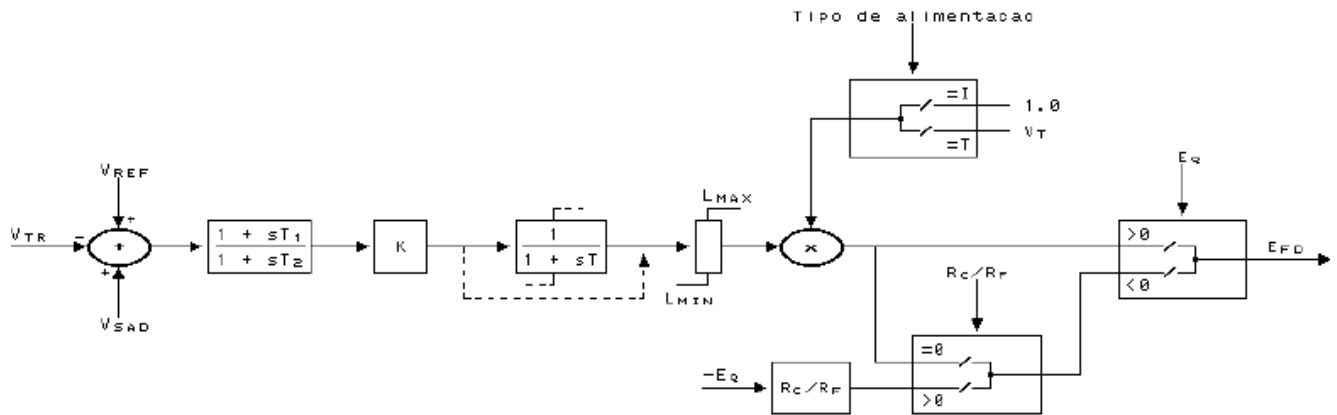 Tipo de alimentacao
=I
1.0
VT
=T
VREF
EQ
+
LMAX
VTR
-
+
1 + sT1
1 + sT2
K
1
1 + sT
x
>0
EFD
+
RC/RF
<0
LMIN
VSAD
=0
-EQ
RC/RF
>0